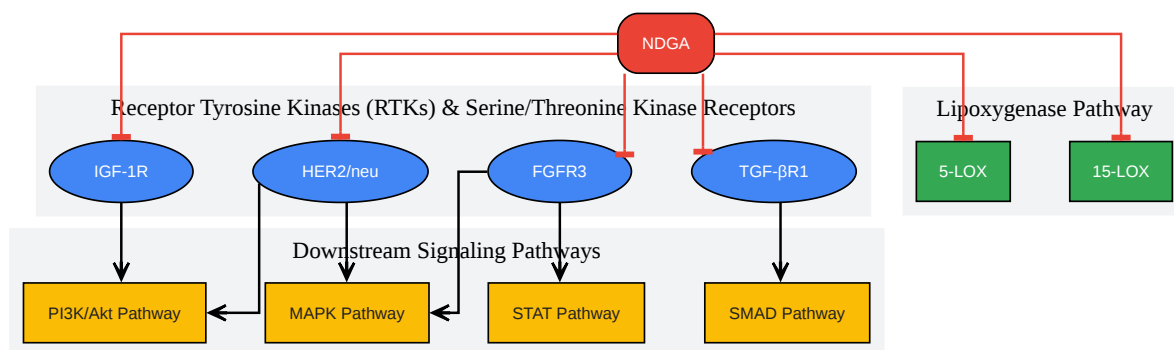 NDGA
Receptor Tyrosine Kinases (RTKs) & Serine/Threonine Kinase Receptors
Lipoxygenase Pathway
IGF-1R
HER2/neu
FGFR3
TGF-βR1
5-LOX
15-LOX
Downstream Signaling Pathways
PI3K/Akt Pathway
MAPK Pathway
STAT Pathway
SMAD Pathway